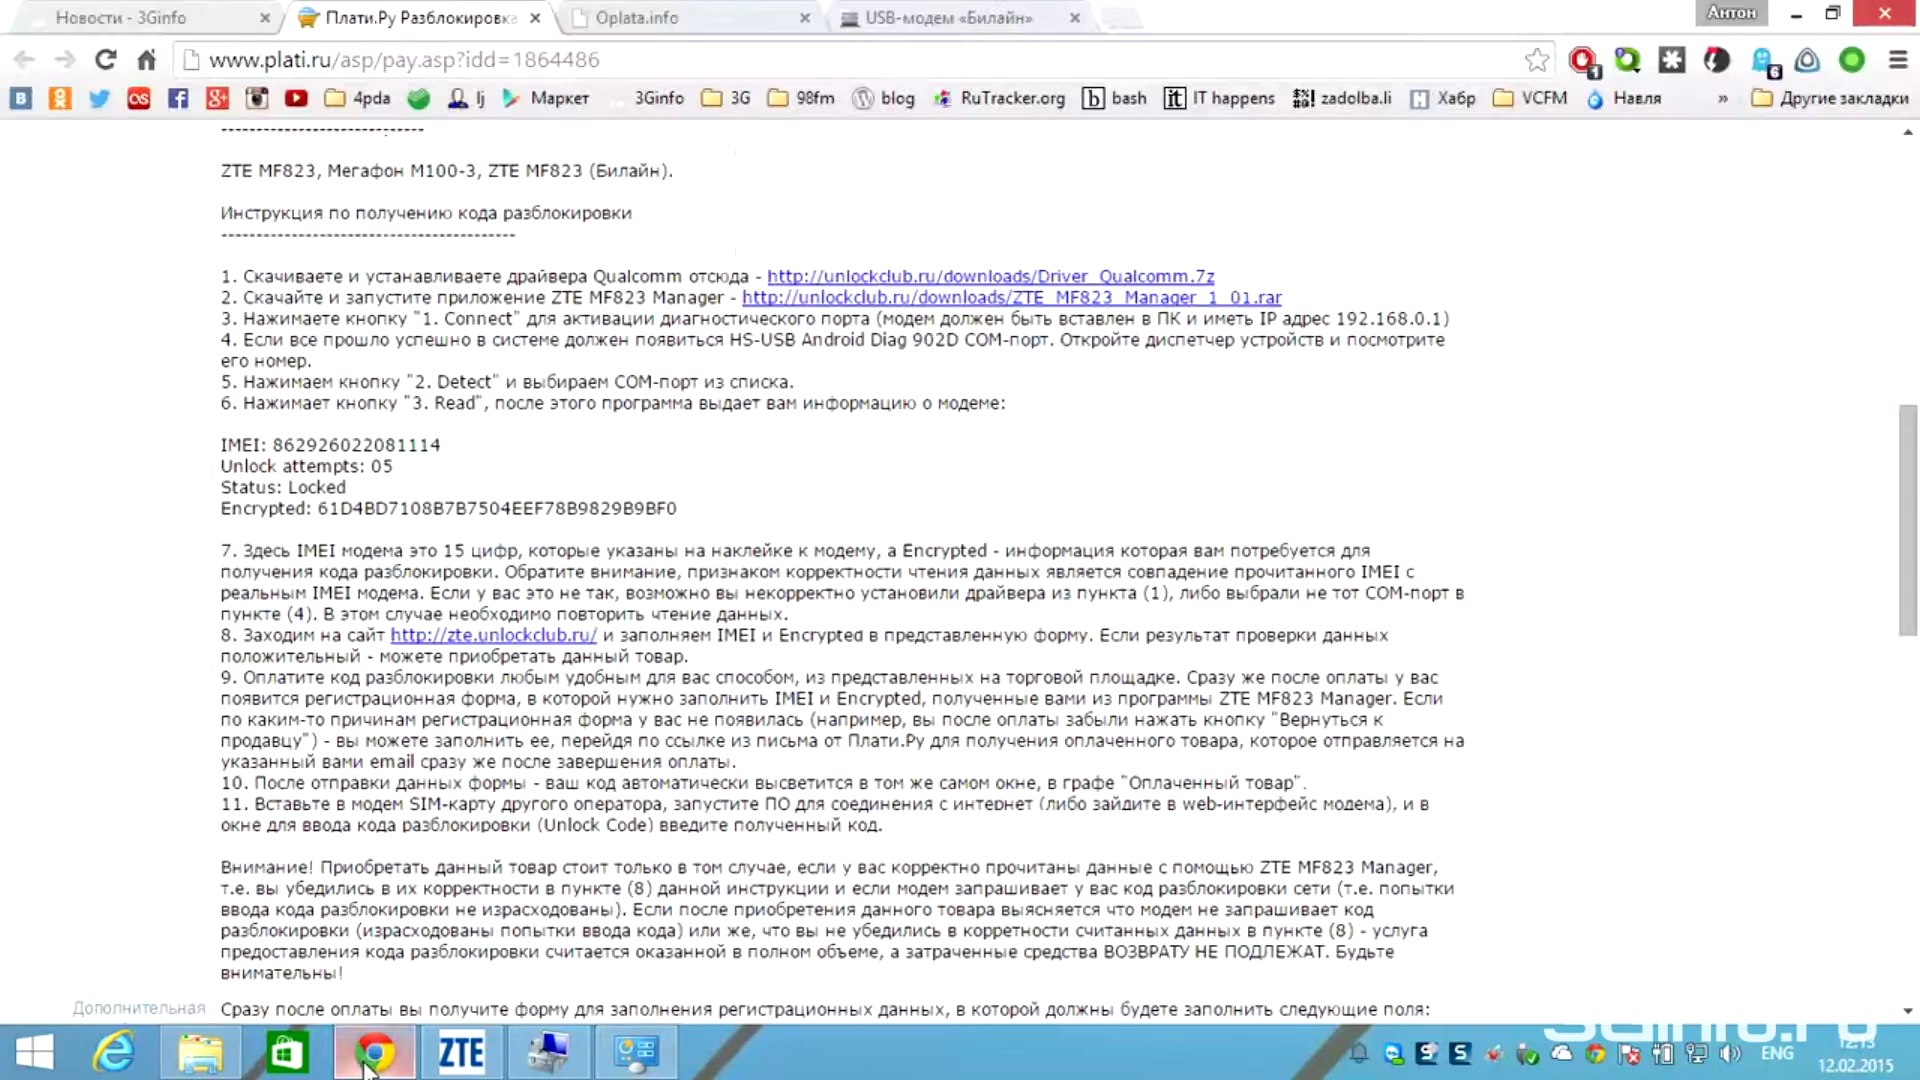 Новости - 3Ginfo
Плати.Ру Разблокировка
Oplata.info
USB-модем «Билайн»
Антон
www.plati.ru/asp/pay.asp?idd=1864486
4pda
lj
Маркет
3Ginfo
3G
98fm
blog
RuTracker.org
bash
IT happens
zadolba.li
Хабр
VCFM
Навля
»
Другие закладки
-----------------------------
ZTE MF823, Мегафон M100-3, ZTE MF823 (Билайн).
Инструкция по получению кода разблокировки
------------------------------------------
1. Скачиваете и устанавливаете драйвера Qualcomm отсюда - http://unlockclub.ru/downloads/Driver_Qualcomm.7z
2. Скачайте и запустите приложение ZTE MF823 Manager - http://unlockclub.ru/downloads/ZTE_MF823_Manager_1_01.rar
3. Нажимаете кнопку "1. Connect" для активации диагностического порта (модем должен быть вставлен в ПК и иметь IP адрес 192.168.0.1)
4. Если все прошло успешно в системе должен появиться HS-USB Android Diag 902D COM-порт. Откройте диспетчер устройств и посмотрите
его номер.
5. Нажимаем кнопку "2. Detect" и выбираем COM-порт из списка.
6. Нажимает кнопку "3. Read", после этого программа выдает вам информацию о модеме:
IMEI: 862926022081114
Unlock attempts: 05
Status: Locked
Encrypted: 61D4BD7108B7B7504EEF78B9829B9BF0
7. Здесь IMEI модема это 15 цифр, которые указаны на наклейке к модему, а Encrypted - информация которая вам потребуется для
получения кода разблокировки. Обратите внимание, признаком корректности чтения данных является совпадение прочитанного IMEI с
реальным IMEI модема. Если у вас это не так, возможно вы некорректно установили драйвера из пункта (1), либо выбрали не тот COM-порт в
пункте (4). В этом случае необходимо повторить чтение данных.
8. Заходим на сайт http://zte.unlockclub.ru/ и заполняем IMEI и Encrypted в представленную форму. Если результат проверки данных
положительный - можете приобретать данный товар.
9. Оплатите код разблокировки любым удобным для вас способом, из представленных на торговой площадке. Сразу же после оплаты у вас
появится регистрационная форма, в которой нужно заполнить IMEI и Encrypted, полученные вами из программы ZTE MF823 Manager. Если
по каким-то причинам регистрационная форма у вас не появилась (например, вы после оплаты забыли нажать кнопку "Вернуться к
продавцу") - вы можете заполнить ее, перейдя по ссылке из письма от Плати.Ру для получения оплаченного товара, которое отправляется на
указанный вами email сразу же после завершения оплаты.
10. После отправки данных формы - ваш код автоматически высветится в том же самом окне, в графе "Оплаченный товар".
11. Вставьте в модем SIM-карту другого оператора, запустите ПО для соединения с интернет (либо зайдите в web-интерфейс модема), и в
окне для ввода кода разблокировки (Unlock Code) введите полученный код.
Внимание! Приобретать данный товар стоит только в том случае, если у вас корректно прочитаны данные с помощью ZTE MF823 Manager,
т.е. вы убедились в их корректности в пункте (8) данной инструкции и если модем запрашивает у вас код разблокировки сети (т.е. попытки
ввода кода разблокировки не израсходованы). Если после приобретения данного товара выясняется что модем не запрашивает код
разблокировки (израсходованы попытки ввода кода) или же, что вы не убедились в корретности считанных данных в пункте (8) - услуга
предоставления кода разблокировки считается оказанной в полном объеме, а затраченные средства ВОЗВРАТУ НЕ ПОДЛЕЖАТ. Будьте
внимательны!
Дополнительная
Сразу после оплаты вы получите форму для заполнения регистрационных данных, в которой должны будете заполнить следующие поля:
3Ginfo.ru
ZTE
ENG
12:13
12.02.2015